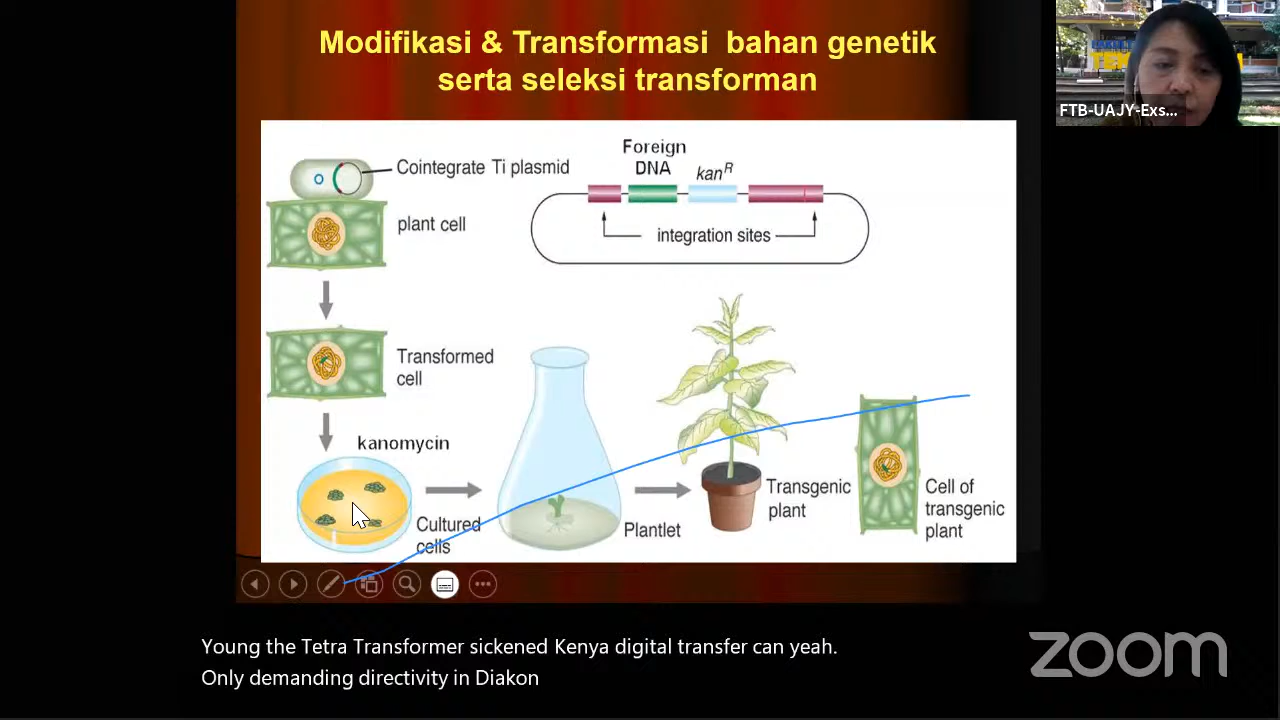 Modifikasi & Transformasi bahan genetik
serta seleksi transforman
FTB-UAJY-Exs...
Cointegrate Ti plasmid
plant cell
Foreign
DNA
kanR
integration sites
Transformed
cell
kanomycin
Cultured
cells
Plantlet
Transgenic
plant
Cell of
transgenic
plant
Young the Tetra Transformer sickened Kenya digital transfer can yeah.
Only demanding directivity in Diakon
zoom